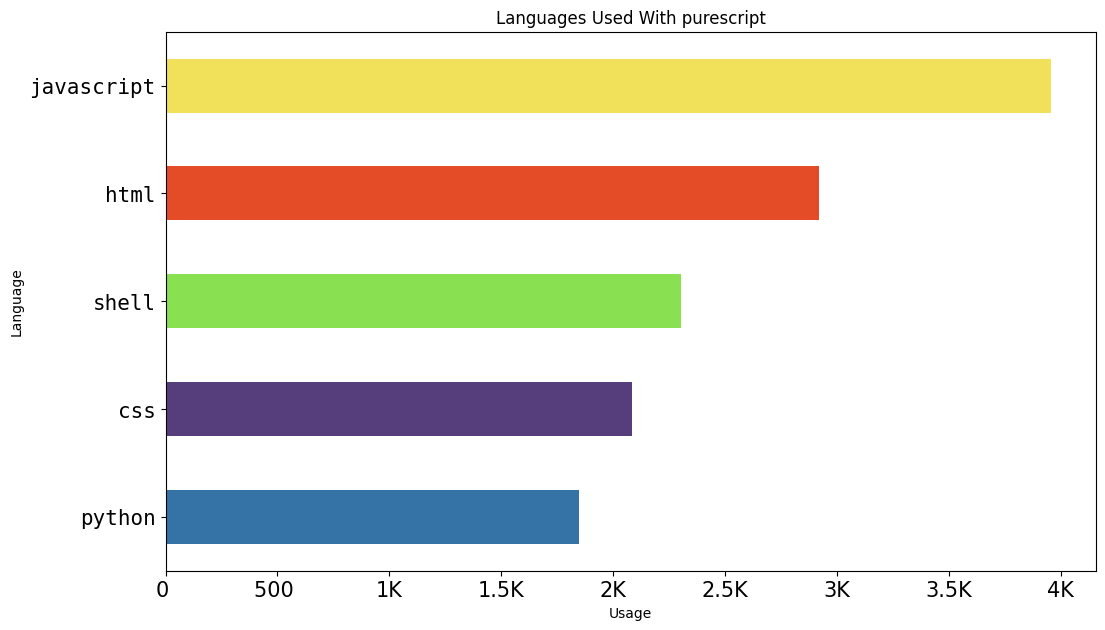 Languages Used With purescript
javascript
html
shell
css
python
Language
0 500 1K 1.5K 2K 2.5K 3K 3.5K 4K
Usage